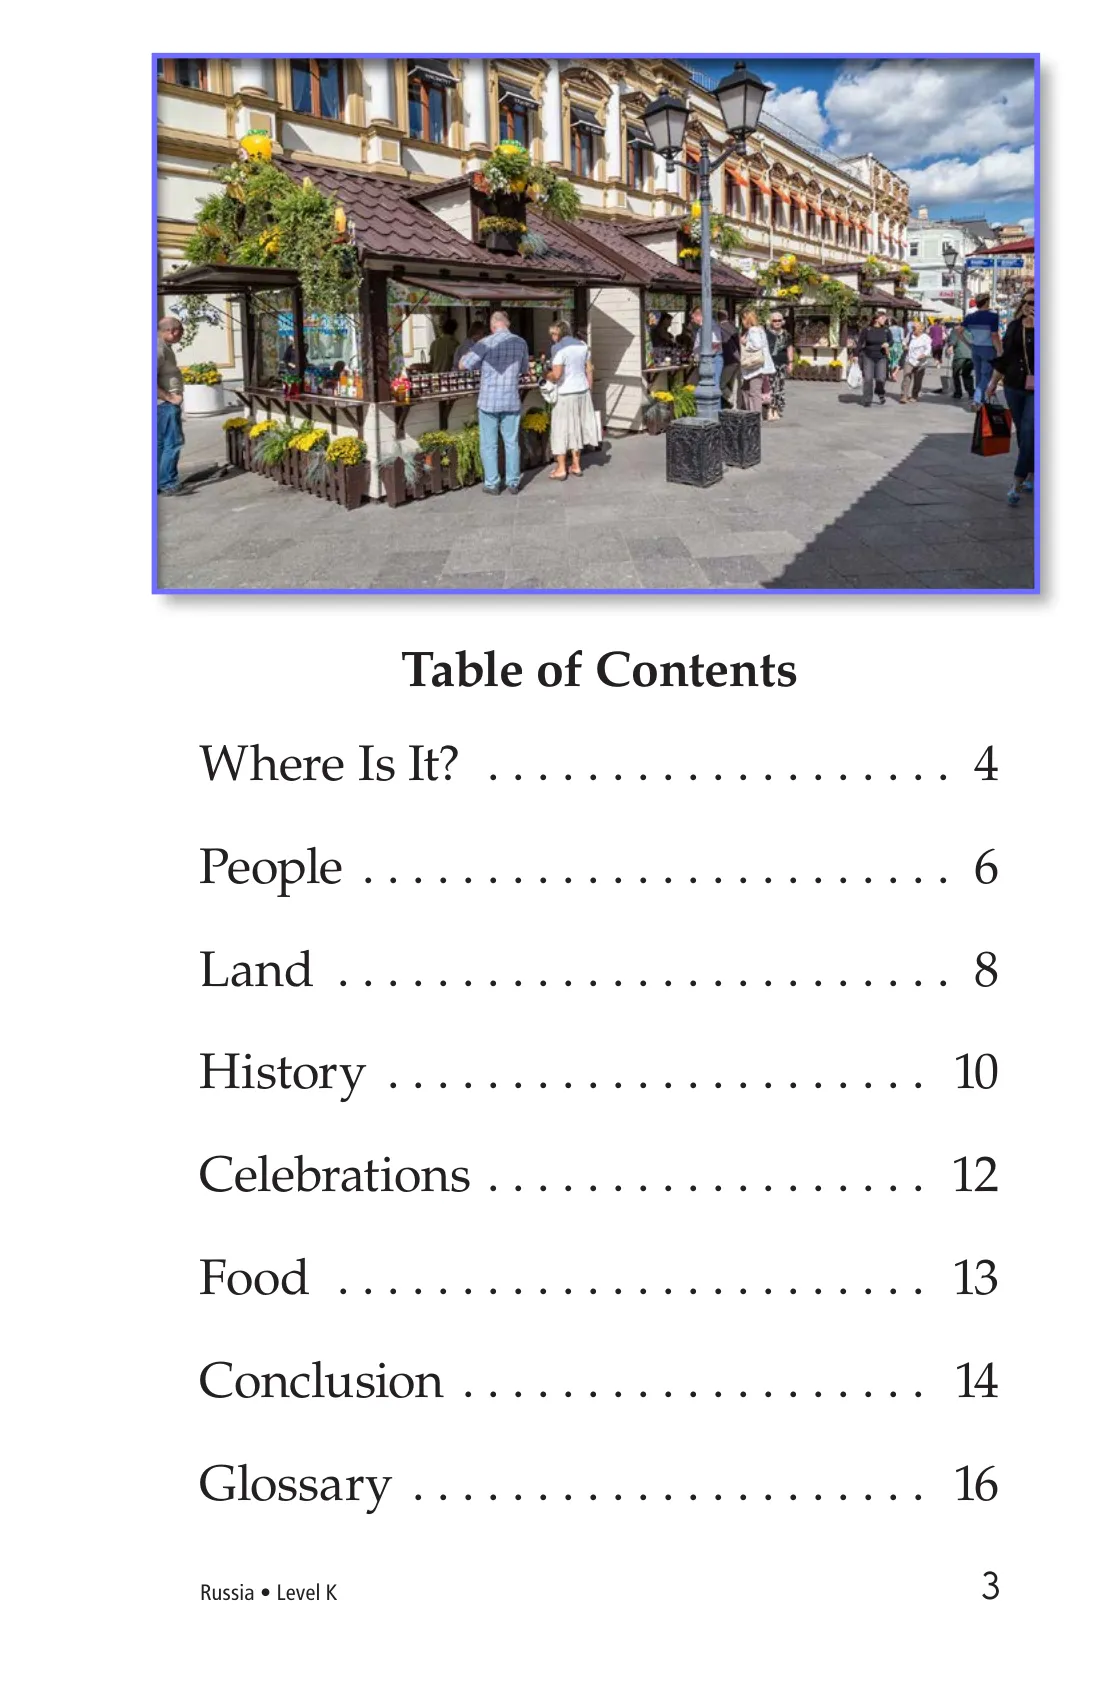 Table of Contents
Where Is It? . . . . . . . . . . . . . . . . . . . 4
People . . . . . . . . . . . . . . . . . . . . . . . . 6
Land . . . . . . . . . . . . . . . . . . . . . . . . . 8
History . . . . . . . . . . . . . . . . . . . . . . 10
Celebrations . . . . . . . . . . . . . . . . . . 12
Food . . . . . . . . . . . . . . . . . . . . . . . . 13
Conclusion . . . . . . . . . . . . . . . . . . . 14
Glossary . . . . . . . . . . . . . . . . . . . . . 16
Russia • Level K 3